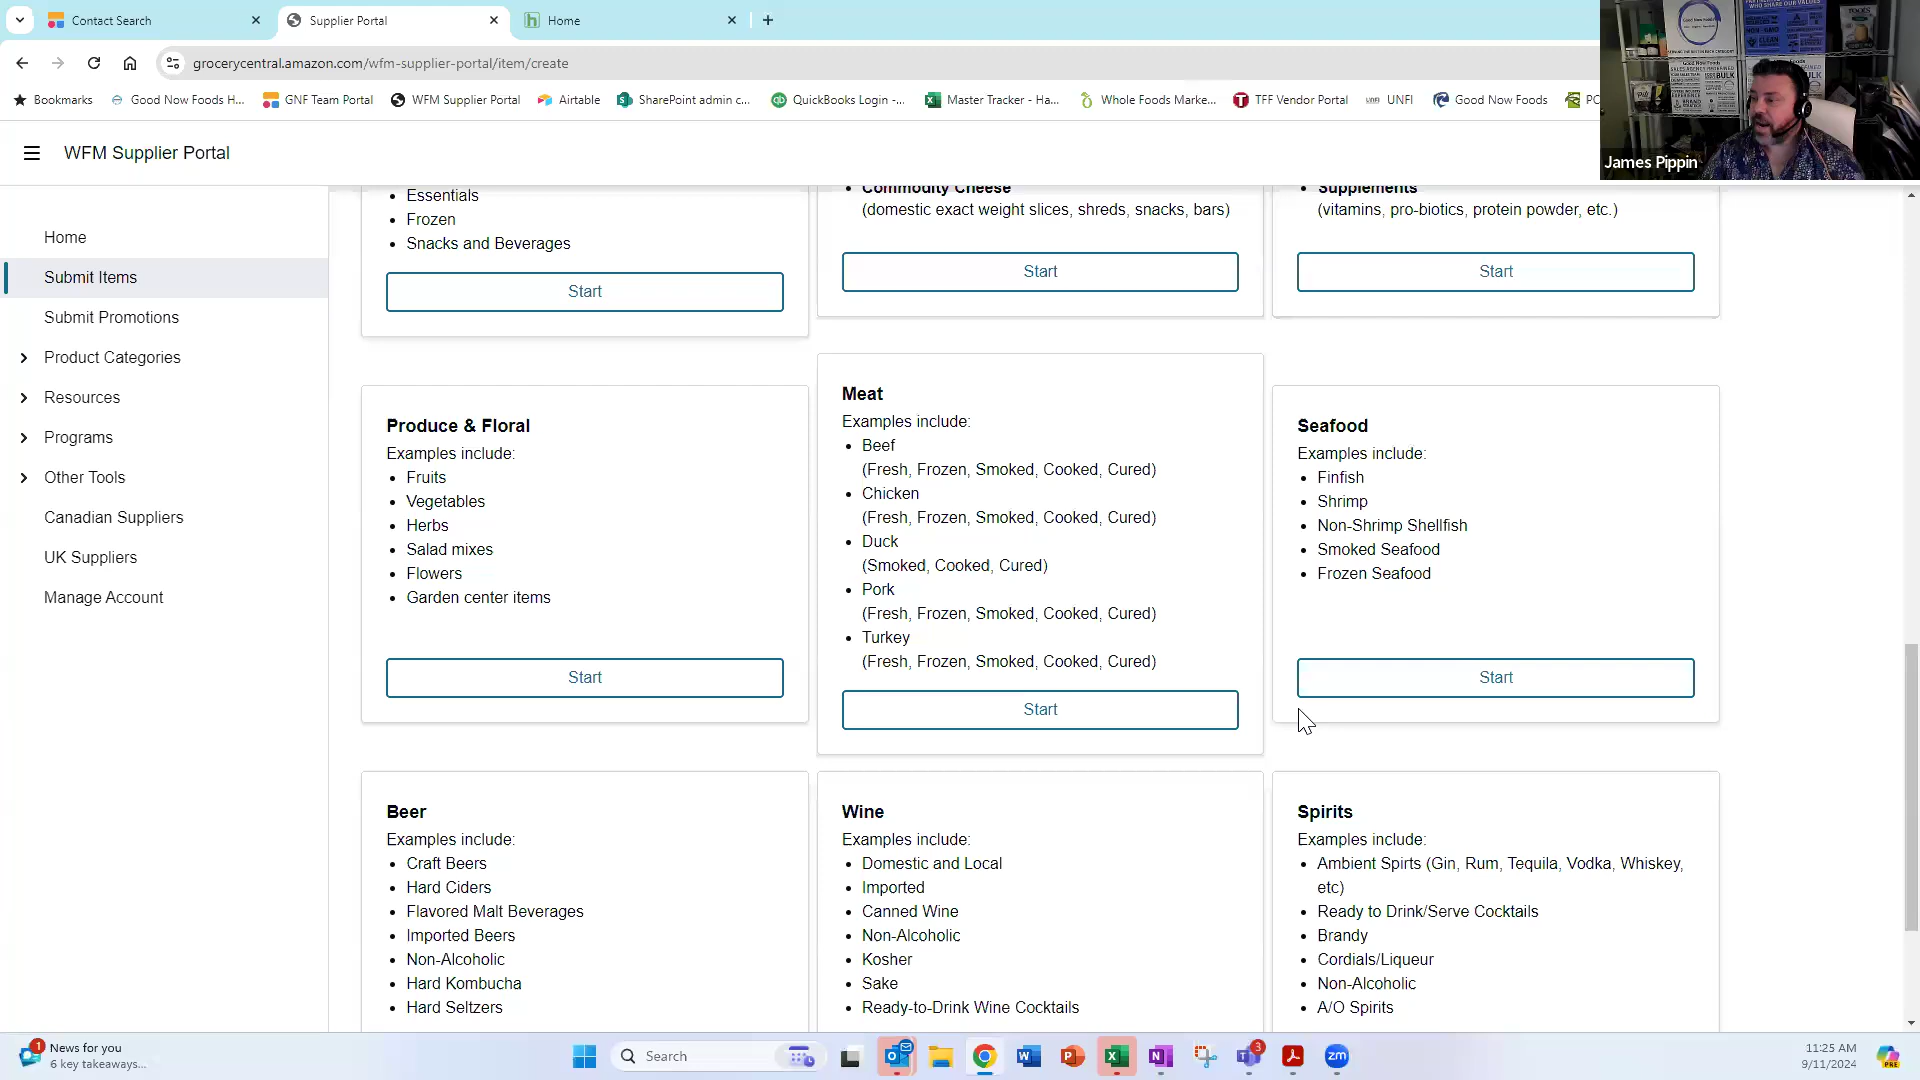 Contact Search
Supplier Portal
Home
grocerycentral.amazon.com/wfm-supplier-portal/item/create
Bookmarks
Good Now Foods H...
GNF Team Portal
WFM Supplier Portal
Airtable
SharePoint admin c...
QuickBooks Login -...
Master Tracker - Ha...
Whole Foods Marke...
TFF Vendor Portal
UNFI
Good Now Foods
PC
James Pippin
WFM Supplier Portal
Home
Submit Items
Submit Promotions
Product Categories
Resources
Programs
Other Tools
Canadian Suppliers
UK Suppliers
Manage Account
• Essentials
• Frozen
• Snacks and Beverages
Start
• Commodity Cheese
(domestic exact weight slices, shreds, snacks, bars)
Start
• Supplements
(vitamins, pro-biotics, protein powder, etc.)
Start
Produce & Floral
Examples include:
• Fruits
• Vegetables
• Herbs
• Salad mixes
• Flowers
• Garden center items
Start
Meat
Examples include:
• Beef
(Fresh, Frozen, Smoked, Cooked, Cured)
• Chicken
(Fresh, Frozen, Smoked, Cooked, Cured)
• Duck
(Smoked, Cooked, Cured)
• Pork
(Fresh, Frozen, Smoked, Cooked, Cured)
• Turkey
(Fresh, Frozen, Smoked, Cooked, Cured)
Start
Seafood
Examples include:
• Finfish
• Shrimp
• Non-Shrimp Shellfish
• Smoked Seafood
• Frozen Seafood
Start
Beer
Examples include:
• Craft Beers
• Hard Ciders
• Flavored Malt Beverages
• Imported Beers
• Non-Alcoholic
• Hard Kombucha
• Hard Seltzers
Wine
Examples include:
• Domestic and Local
• Imported
• Canned Wine
• Non-Alcoholic
• Kosher
• Sake
• Ready-to-Drink Wine Cocktails
Spirits
Examples include:
• Ambient Spirts (Gin, Rum, Tequila, Vodka, Whiskey,
etc)
• Ready to Drink/Serve Cocktails
• Brandy
• Cordials/Liqueur
• Non-Alcoholic
• A/O Spirits
1
News for you
6 key takeaways...
Search
3
zm
11:25 AM
9/11/2024